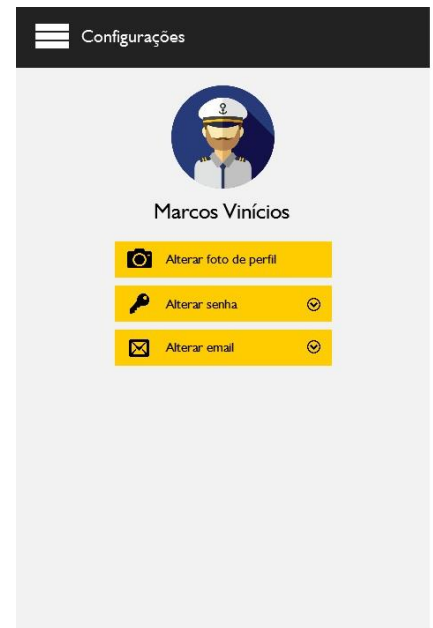 Configurações
Marcos Vinícios
Alterar foto de perfil
Alterar senha
Alterar email